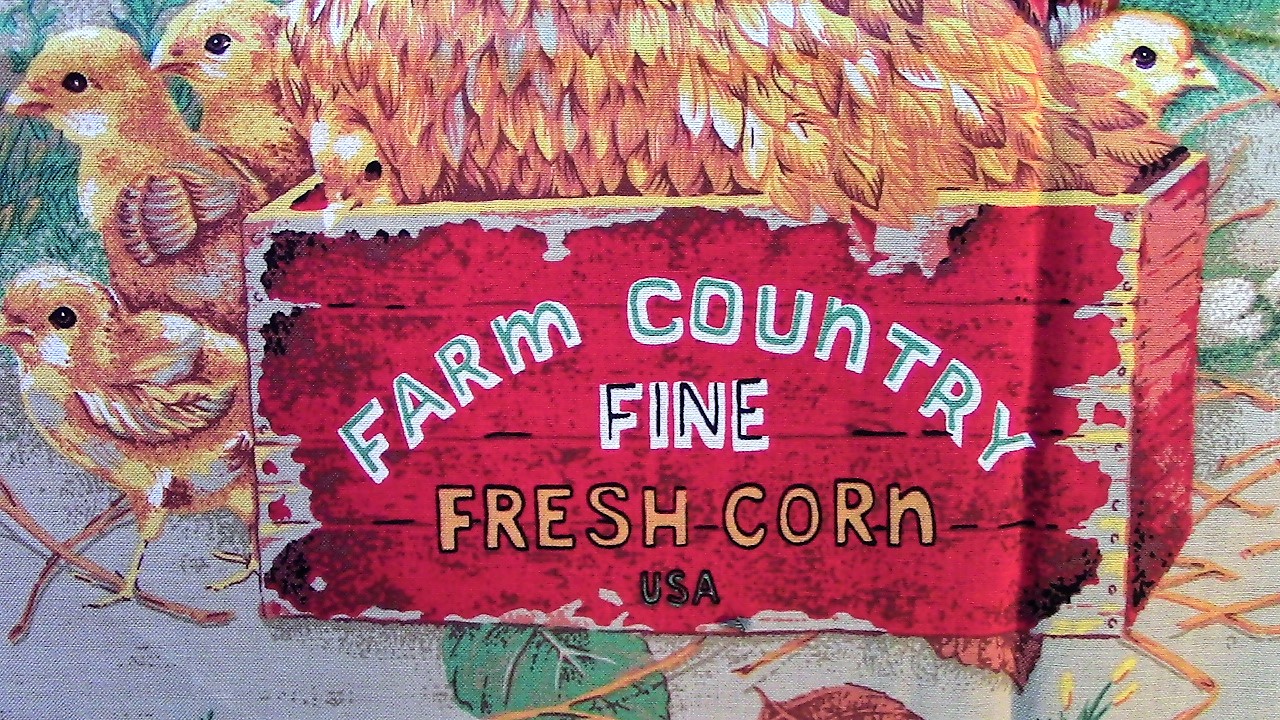 FARM COUNTRY
FINE
FRESH CORN
USA